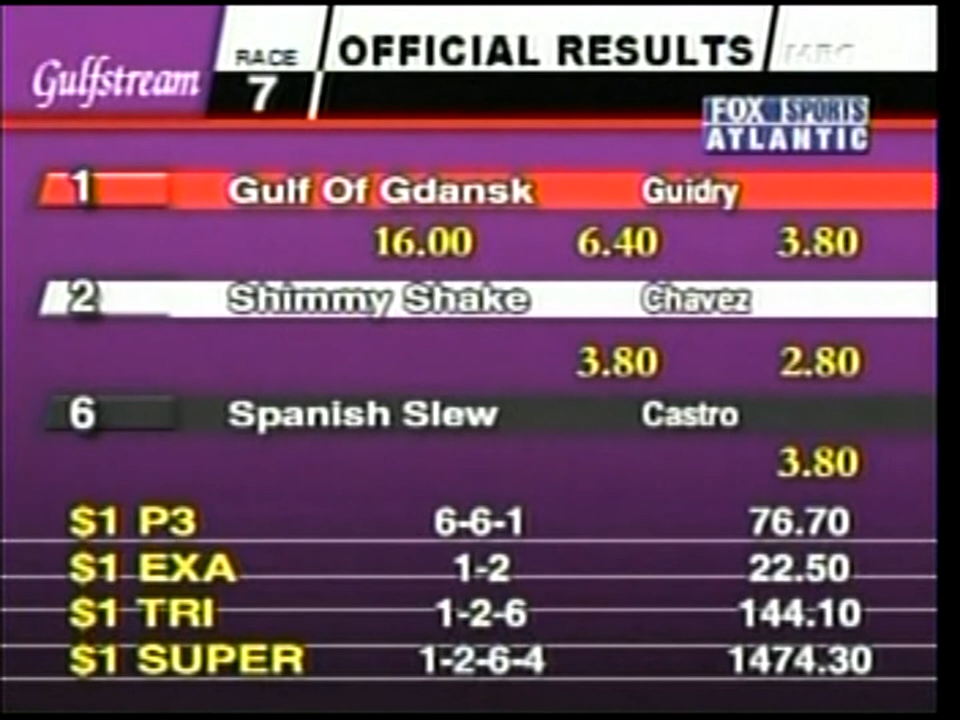 Gulfstream
RACE 7
OFFICIAL RESULTS
FOX SPORTS
ATLANTIC
1 Gulf Of Gdansk Guidry
16.00 6.40 3.80
2 Shimmy Shake Chavez
3.80 2.80
6 Spanish Slew Castro
3.80
$1 P3 6-6-1 76.70
$1 EXA 1-2 22.50
$1 TRI 1-2-6 144.10
$1 SUPER 1-2-6-4 1474.30